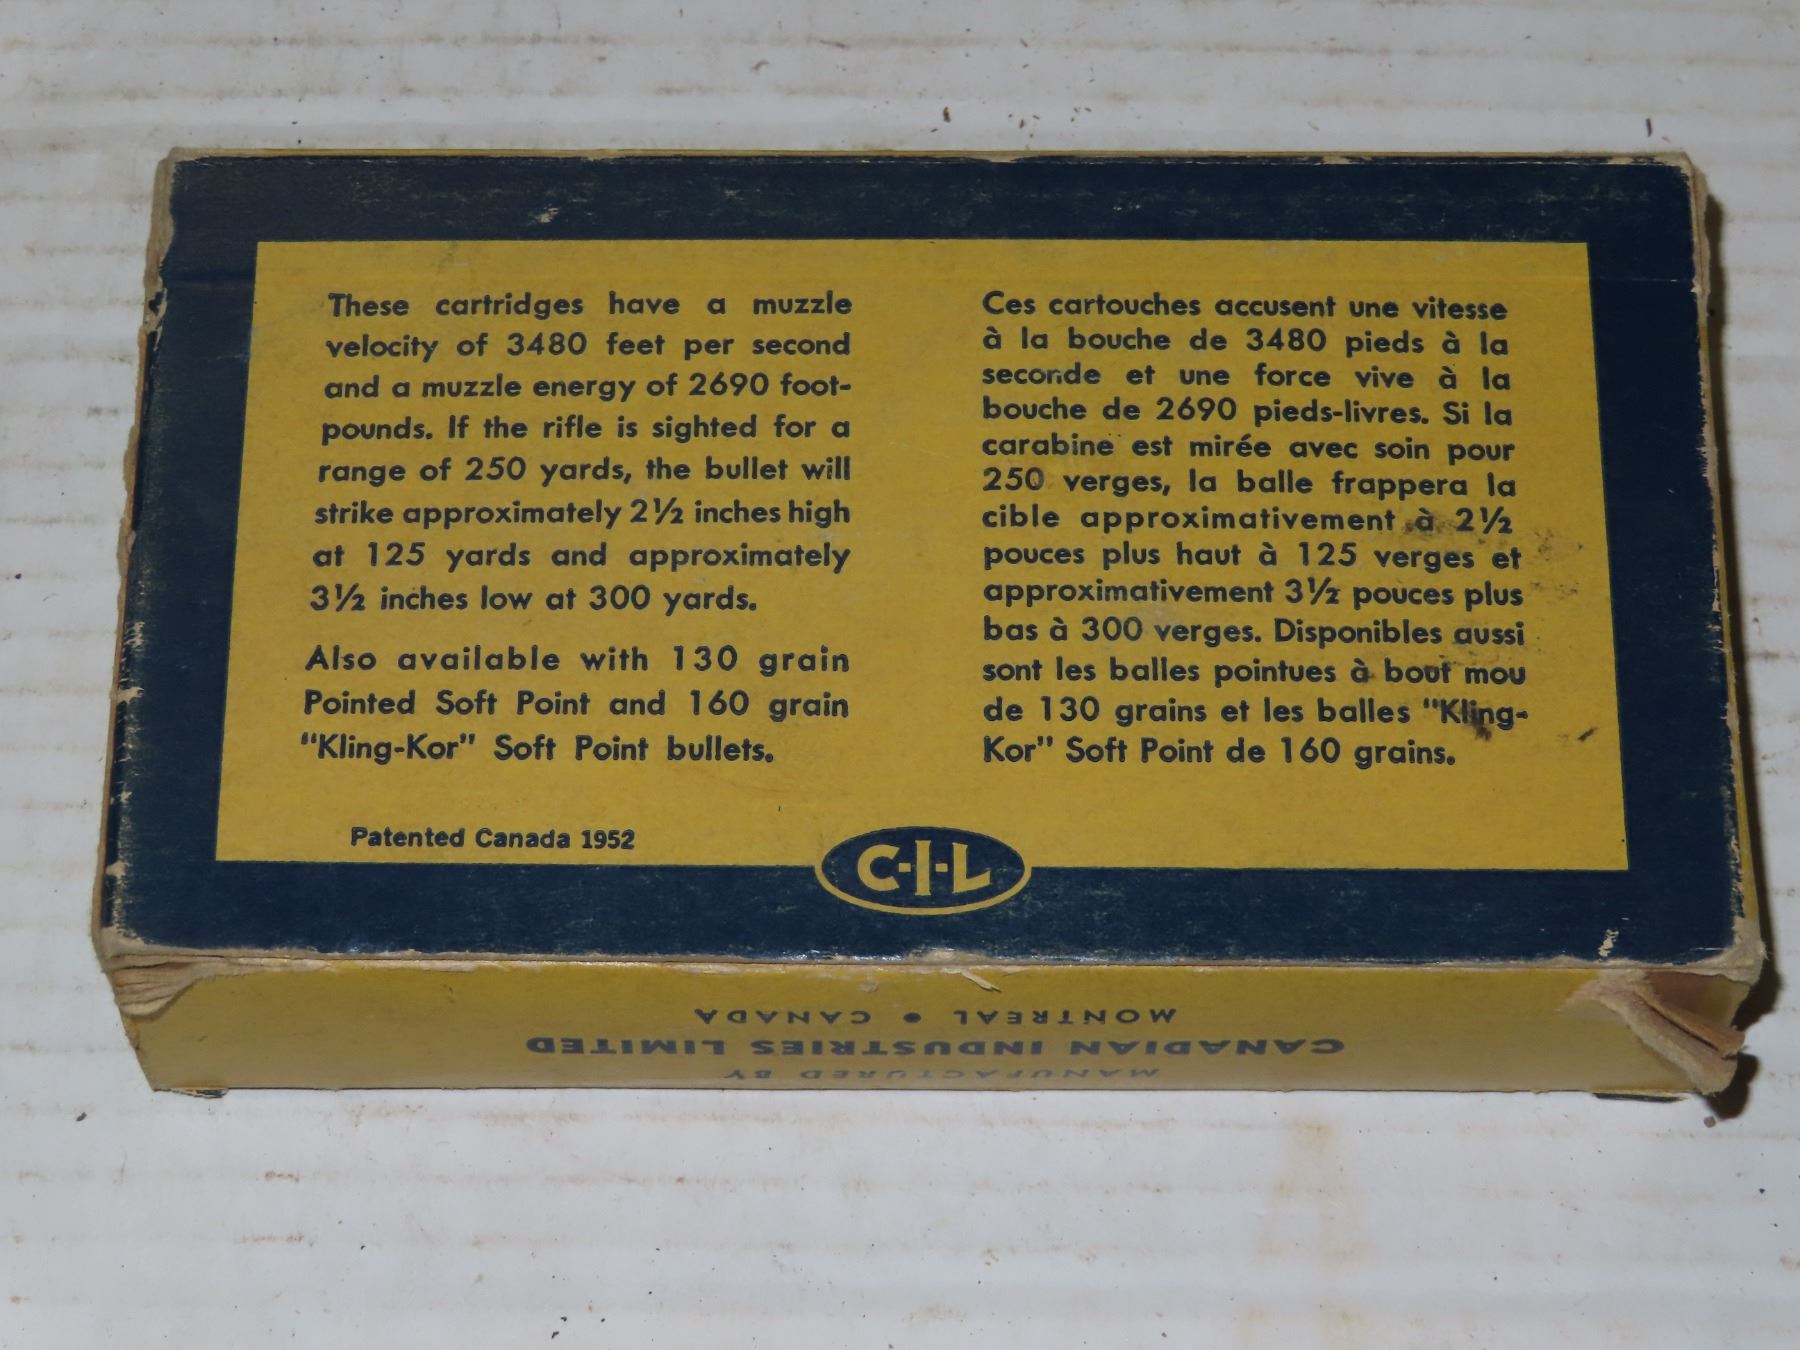 These cartridges have a muzzle
velocity of 3480 feet per second
and a muzzle energy of 2690 foot-
pounds. If the rifle is sighted for a
range of 250 yards, the bullet will
strike approximately 2½ inches high
at 125 yards and approximately
3½ inches low at 300 yards.
Also available with 130 grain
Pointed Soft Point and 160 grain
"Kling-Kor" Soft Point bullets.
Patented Canada 1952
Ces cartouches accusent une vitesse
à la bouche de 3480 pieds à la
seconde et une force vive à la
bouche de 2690 pieds-livres. Si la
carabine est mirée avec soin pour
250 verges, la balle frappera la
cible approximativement à 2½
pouces plus haut à 125 verges et
approximativement 3½ pouces plus
bas à 300 verges. Disponibles aussi
sont les balles pointues à bout mou
de 130 grains et les balles "Kling-
Kor" Soft Point de 160 grains.
C-I-L
MANUFACTURED BY
CANADIAN INDUSTRIES LIMITED
MONTREAL • CANADA